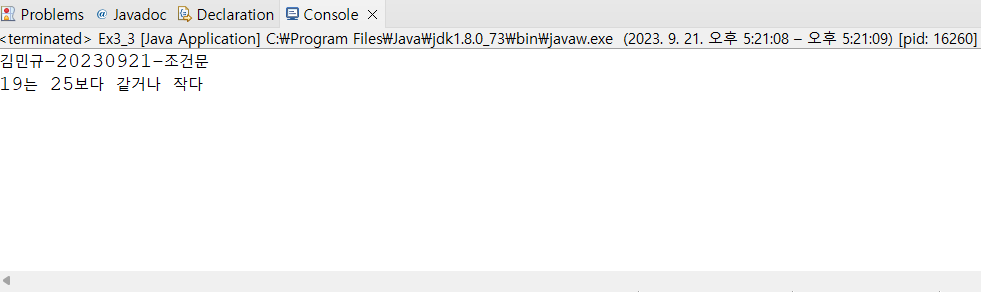 Problems @ Javadoc Declaration Console
<terminated> Ex3_3 [Java Application] C:₩Program Files₩Java₩jdk1.8.0_73₩bin₩javaw.exe (2023. 9. 21. 오후 5:21:08 – 오후 5:21:09) [pid: 16260]
김민규-20230921-조건문
19는 25보다 같거나 작다